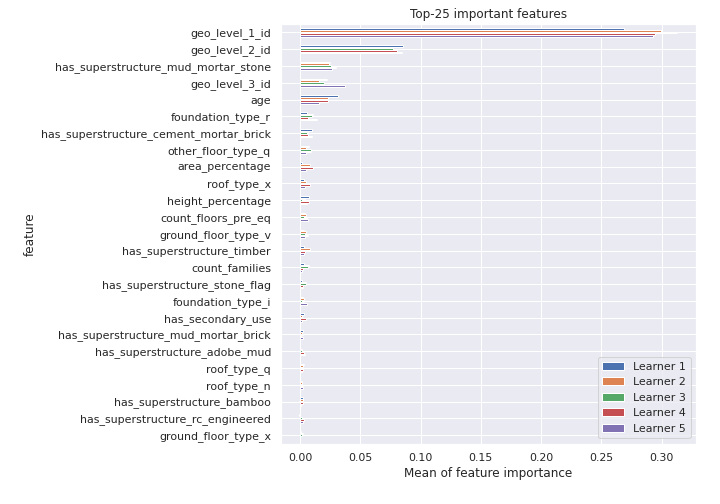 Top-25 important features
geo_level_1_id
geo_level_2_id
has_superstructure_mud_mortar_stone
geo_level_3_id
age
foundation_type_r
has_superstructure_cement_mortar_brick
other_floor_type_q
area_percentage
roof_type_x
height_percentage
count_floors_pre_eq
ground_floor_type_v
has_superstructure_timber
count_families
has_superstructure_stone_flag
foundation_type_i
has_secondary_use
has_superstructure_mud_mortar_brick
has_superstructure_adobe_mud
roof_type_q
roof_type_n
has_superstructure_bamboo
has_superstructure_rc_engineered
ground_floor_type_x
feature
Learner 1
Learner 2
Learner 3
Learner 4
Learner 5
0.00 0.05 0.10 0.15 0.20 0.25 0.30
Mean of feature importance